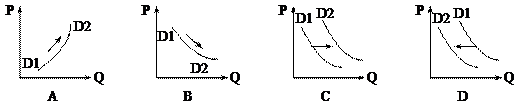 P P P P
D2 D1 D1 D2 D2 D1
D1 D2
Q Q Q Q
A B C D